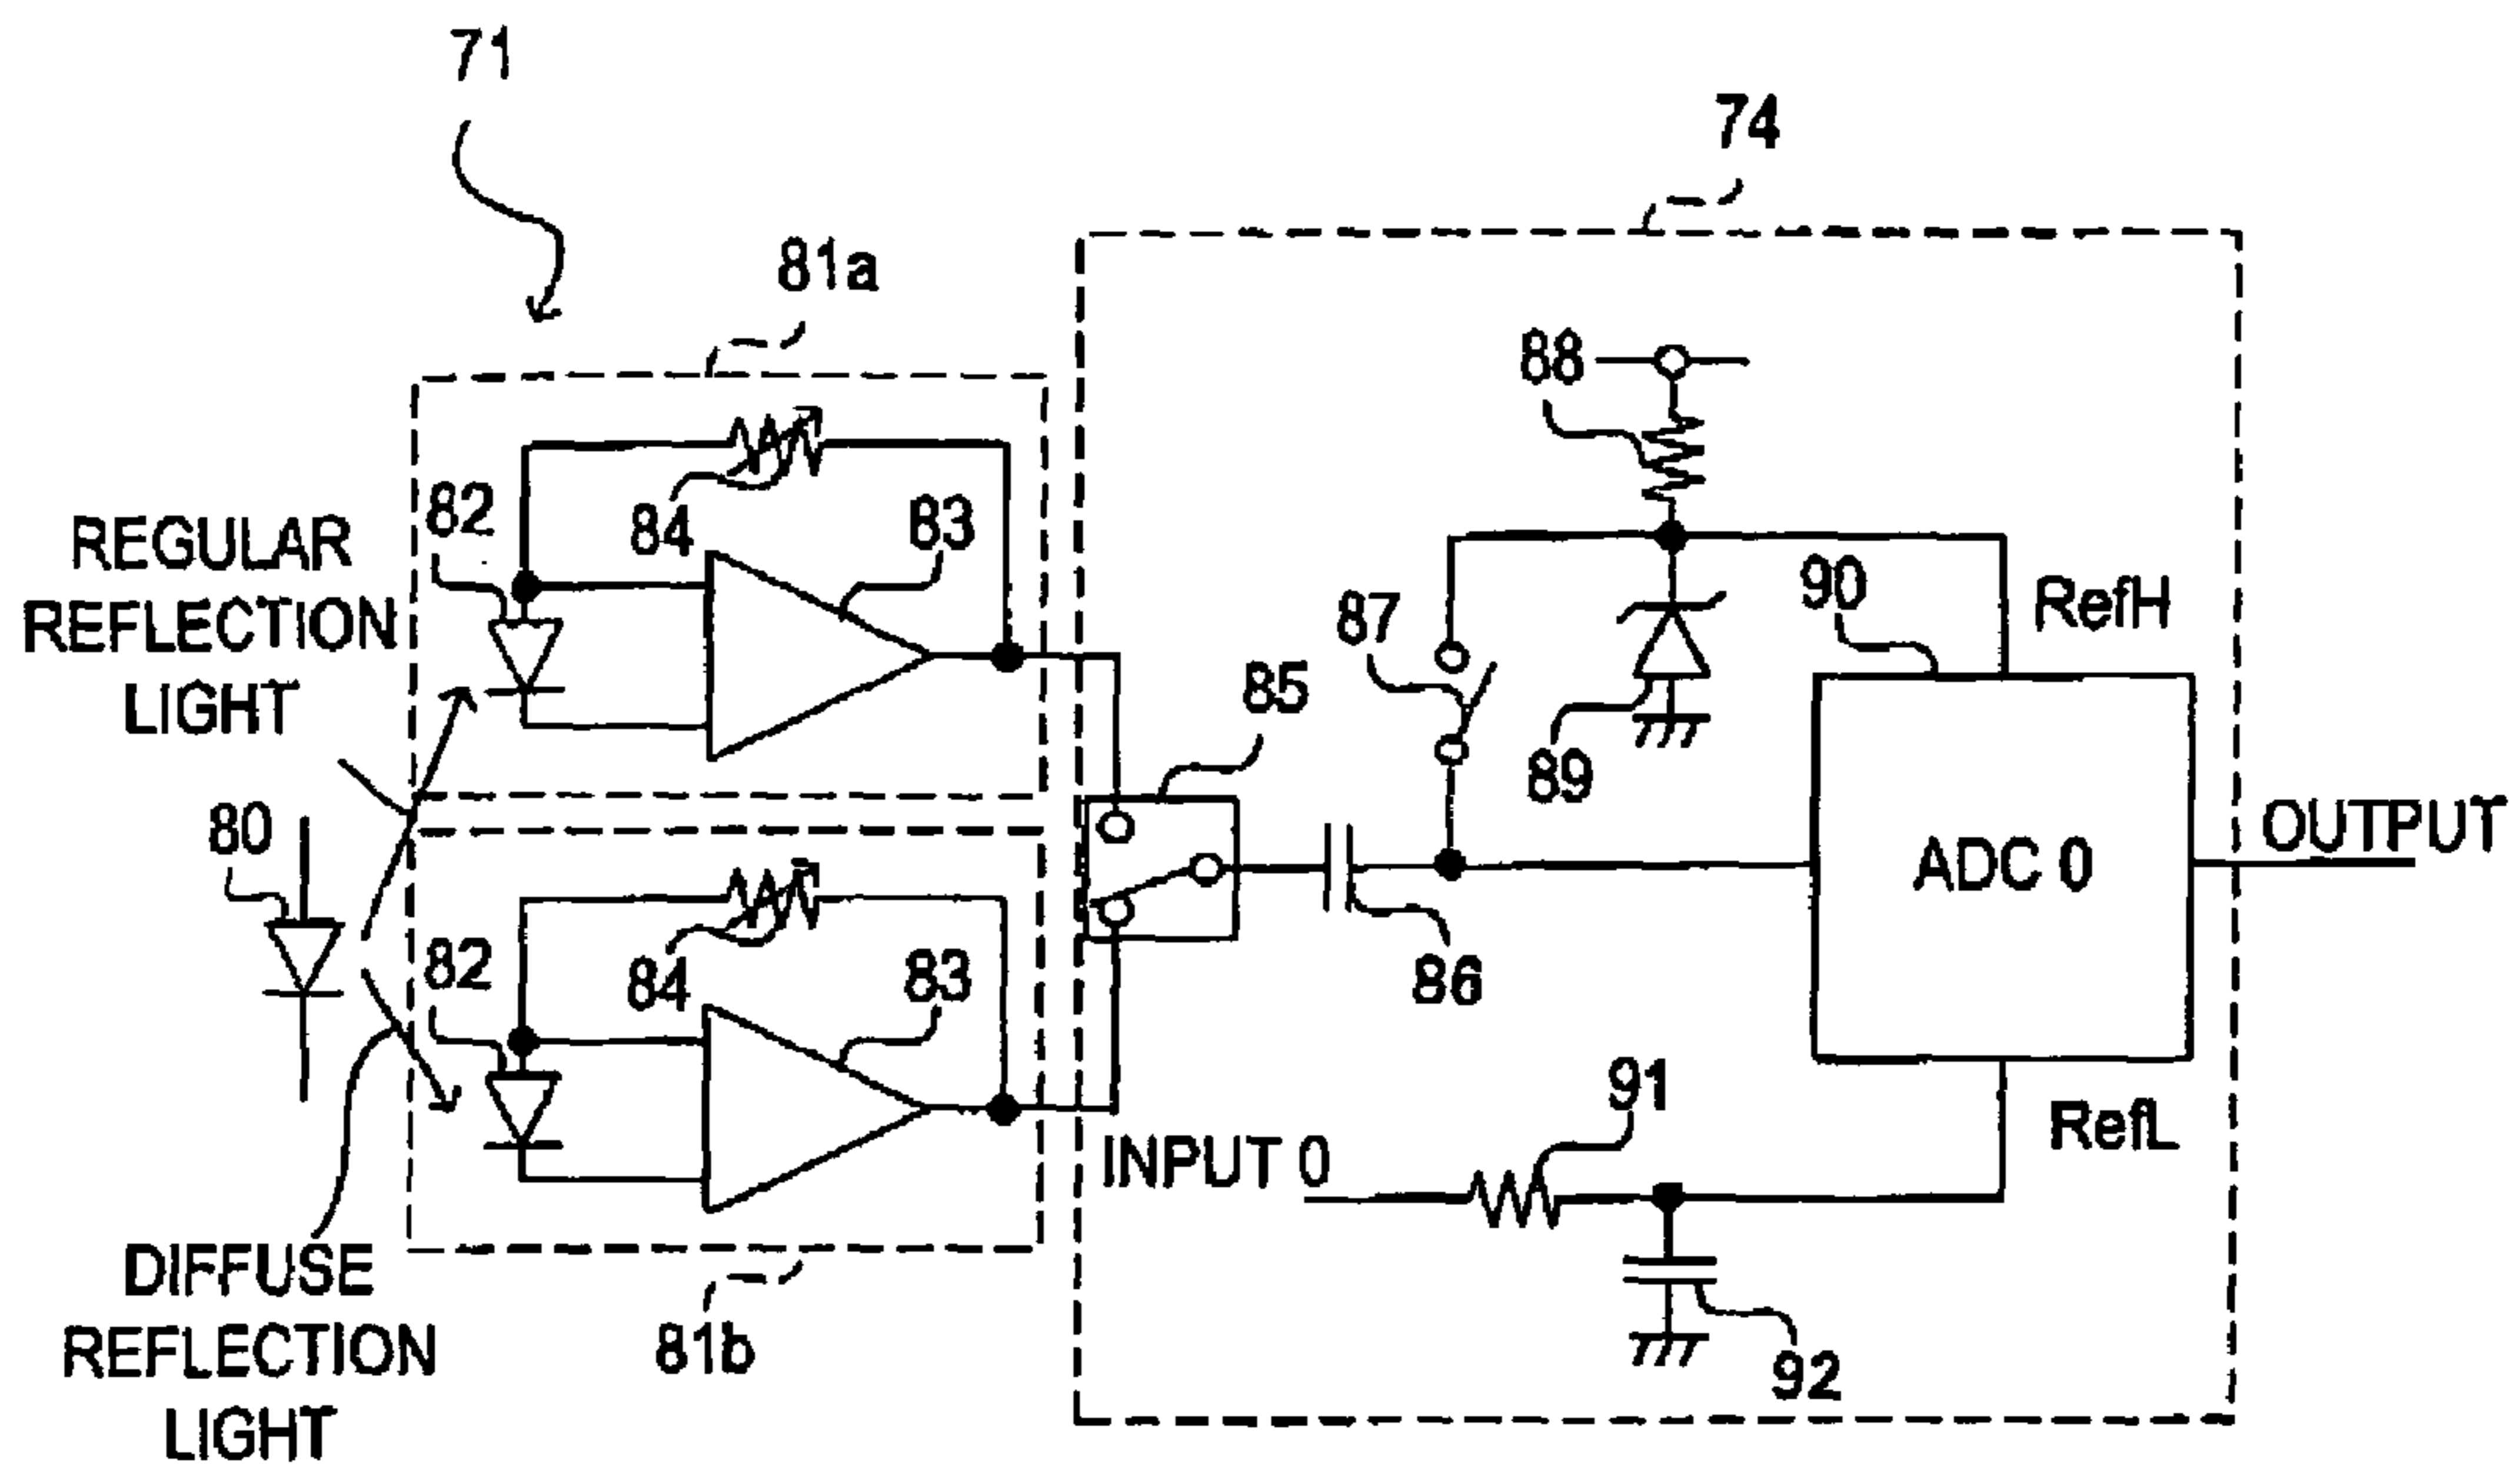 71
74
81a
88
82
84
83
REGULAR
REFLECTION
LIGHT
87
90
RefH
85
89
80
OUTPUT
ADC 0
82
84
83
86
91
RefL
INPUT 0
DIFFUSE
REFLECTION
LIGHT
81b
92